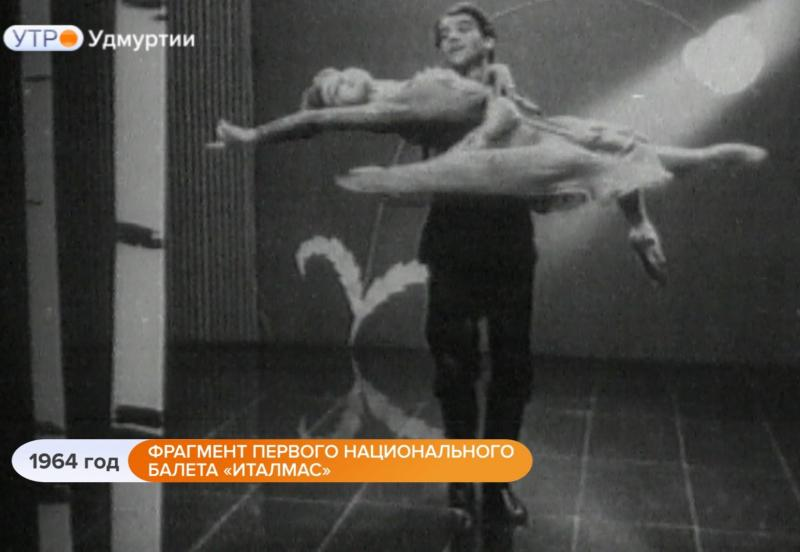 УТРО Удмуртии
1964 год
ФРАГМЕНТ ПЕРВОГО НАЦИОНАЛЬНОГО
БАЛЕТА «ИТАЛМАС»